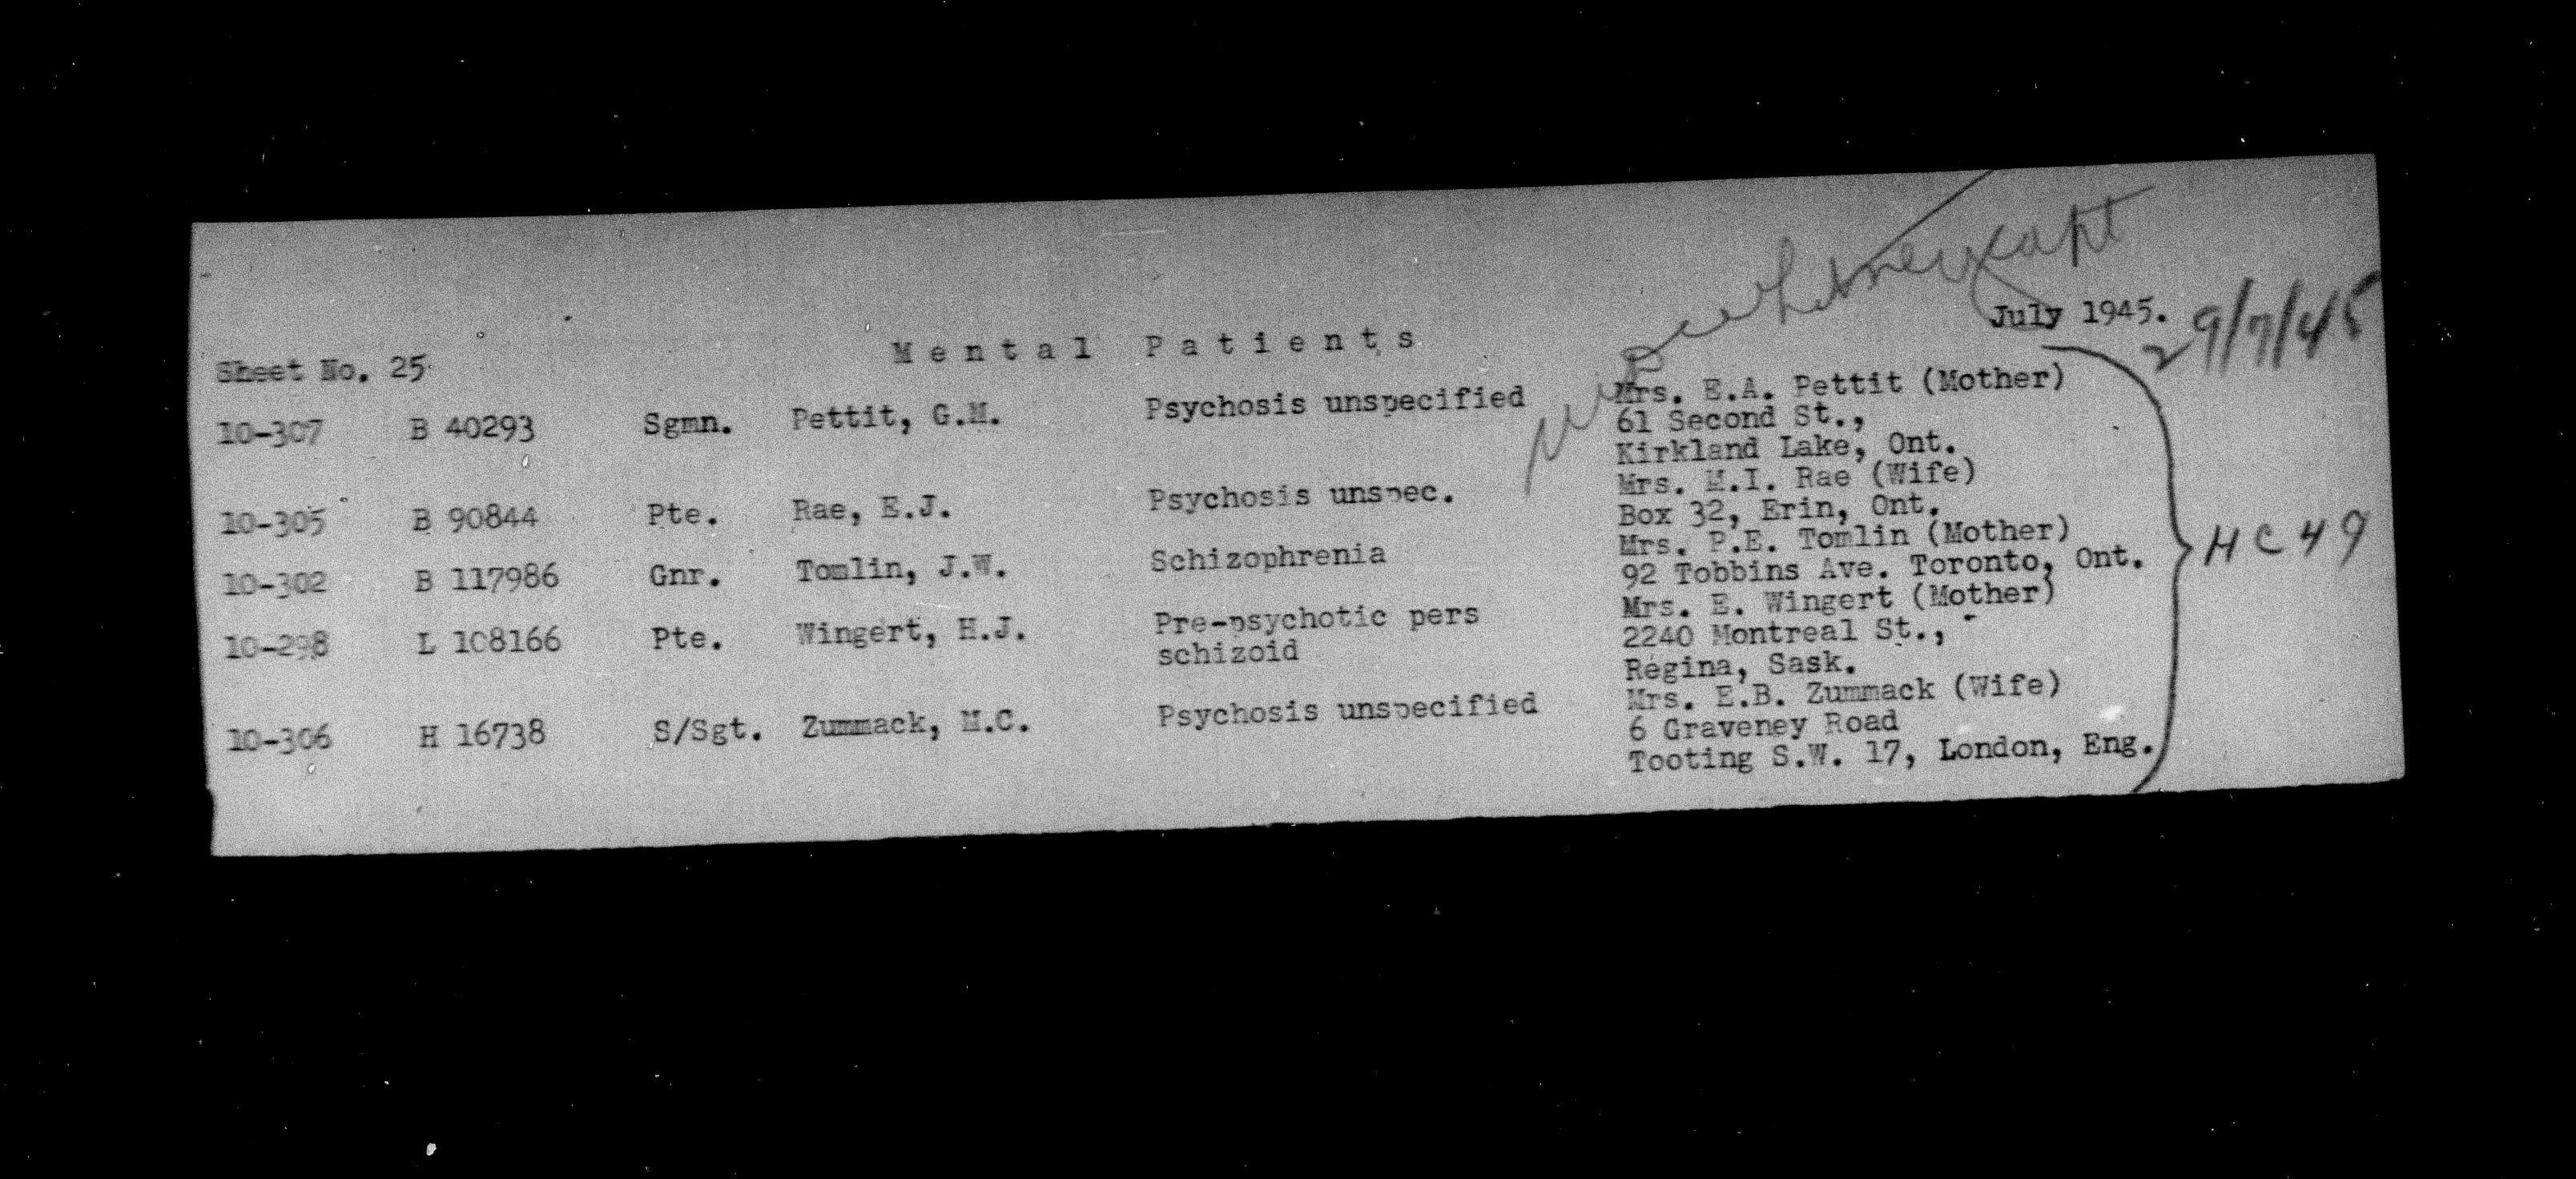 July 1945.
29/7/45
Sheet No. 25 Mental Patients
10-307 B 40293 Sgmn. Pettit, G.M. Psychosis unspecified Mrs. E.A. Pettit (Mother)
61 Second St.,
Kirkland Lake, Ont.
10-305 B 90844 Pte. Rae, E.J. Psychosis unspec. Mrs. M.I. Rae (Wife)
Box 32, Erin, Ont.
10-302 B 117986 Gnr. Tomlin, J.W. Schizophrenia Mrs. P.E. Tomlin (Mother)
92 Tobbins Ave. Toronto, Ont.
HC 49
10-298 L 108166 Pte. Wingert, H.J. Pre-psychotic pers Mrs. E. Wingert (Mother)
schizoid 2240 Montreal St.,
Regina, Sask.
10-306 H 16738 S/Sgt. Zummack, M.C. Psychosis unspecified Mrs. E.B. Zummack (Wife)
6 Graveney Road
Tooting S.W. 17, London, Eng.